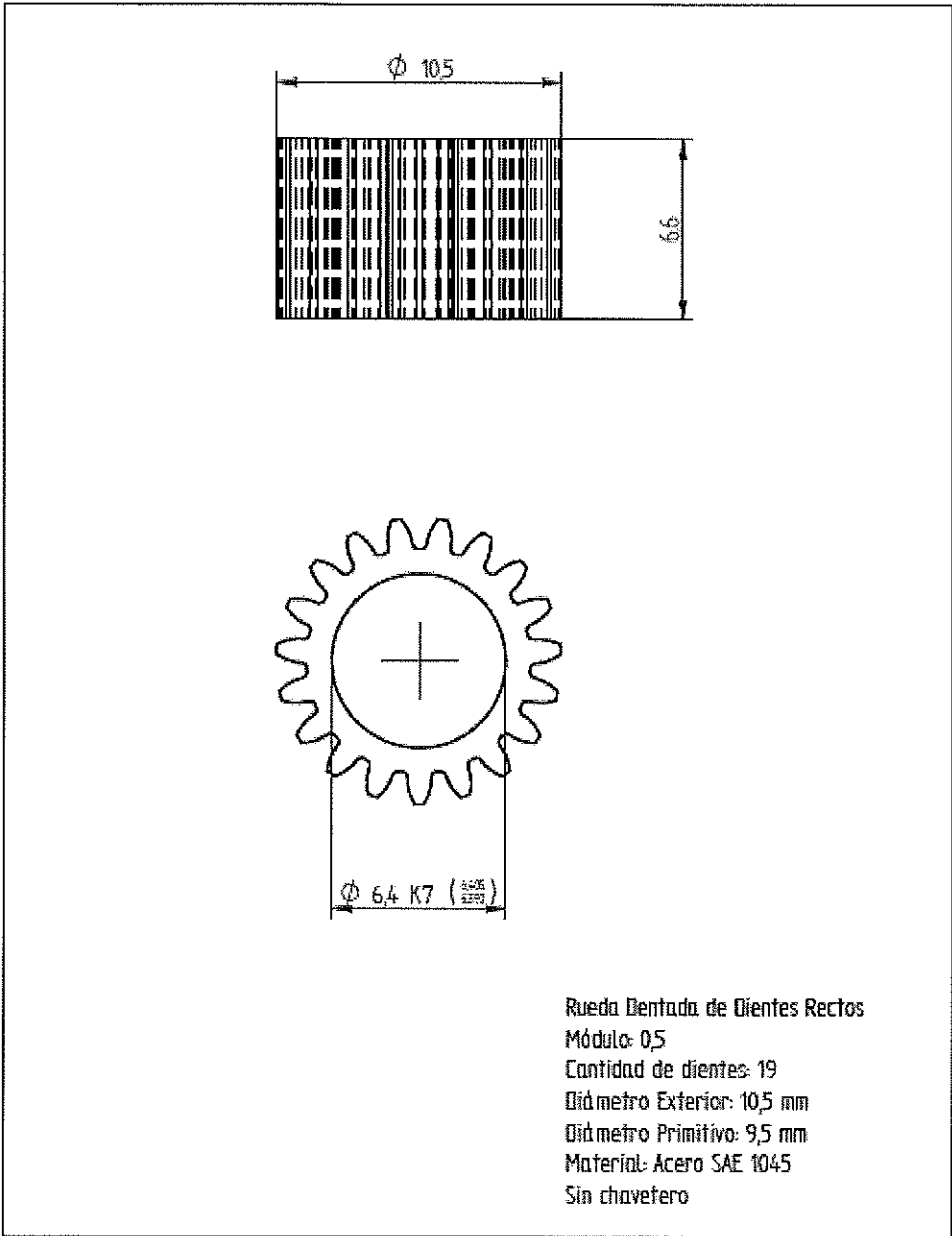 Ø 10,5
6,6
Ø 6,4 K7
Rueda Dentada de Dientes Rectos
Módulo: 0,5
Cantidad de dientes: 19
Diámetro Exterior: 10,5 mm
Diámetro Primitivo: 9,5 mm
Material: Acero SAE 1045
Sin chavetero